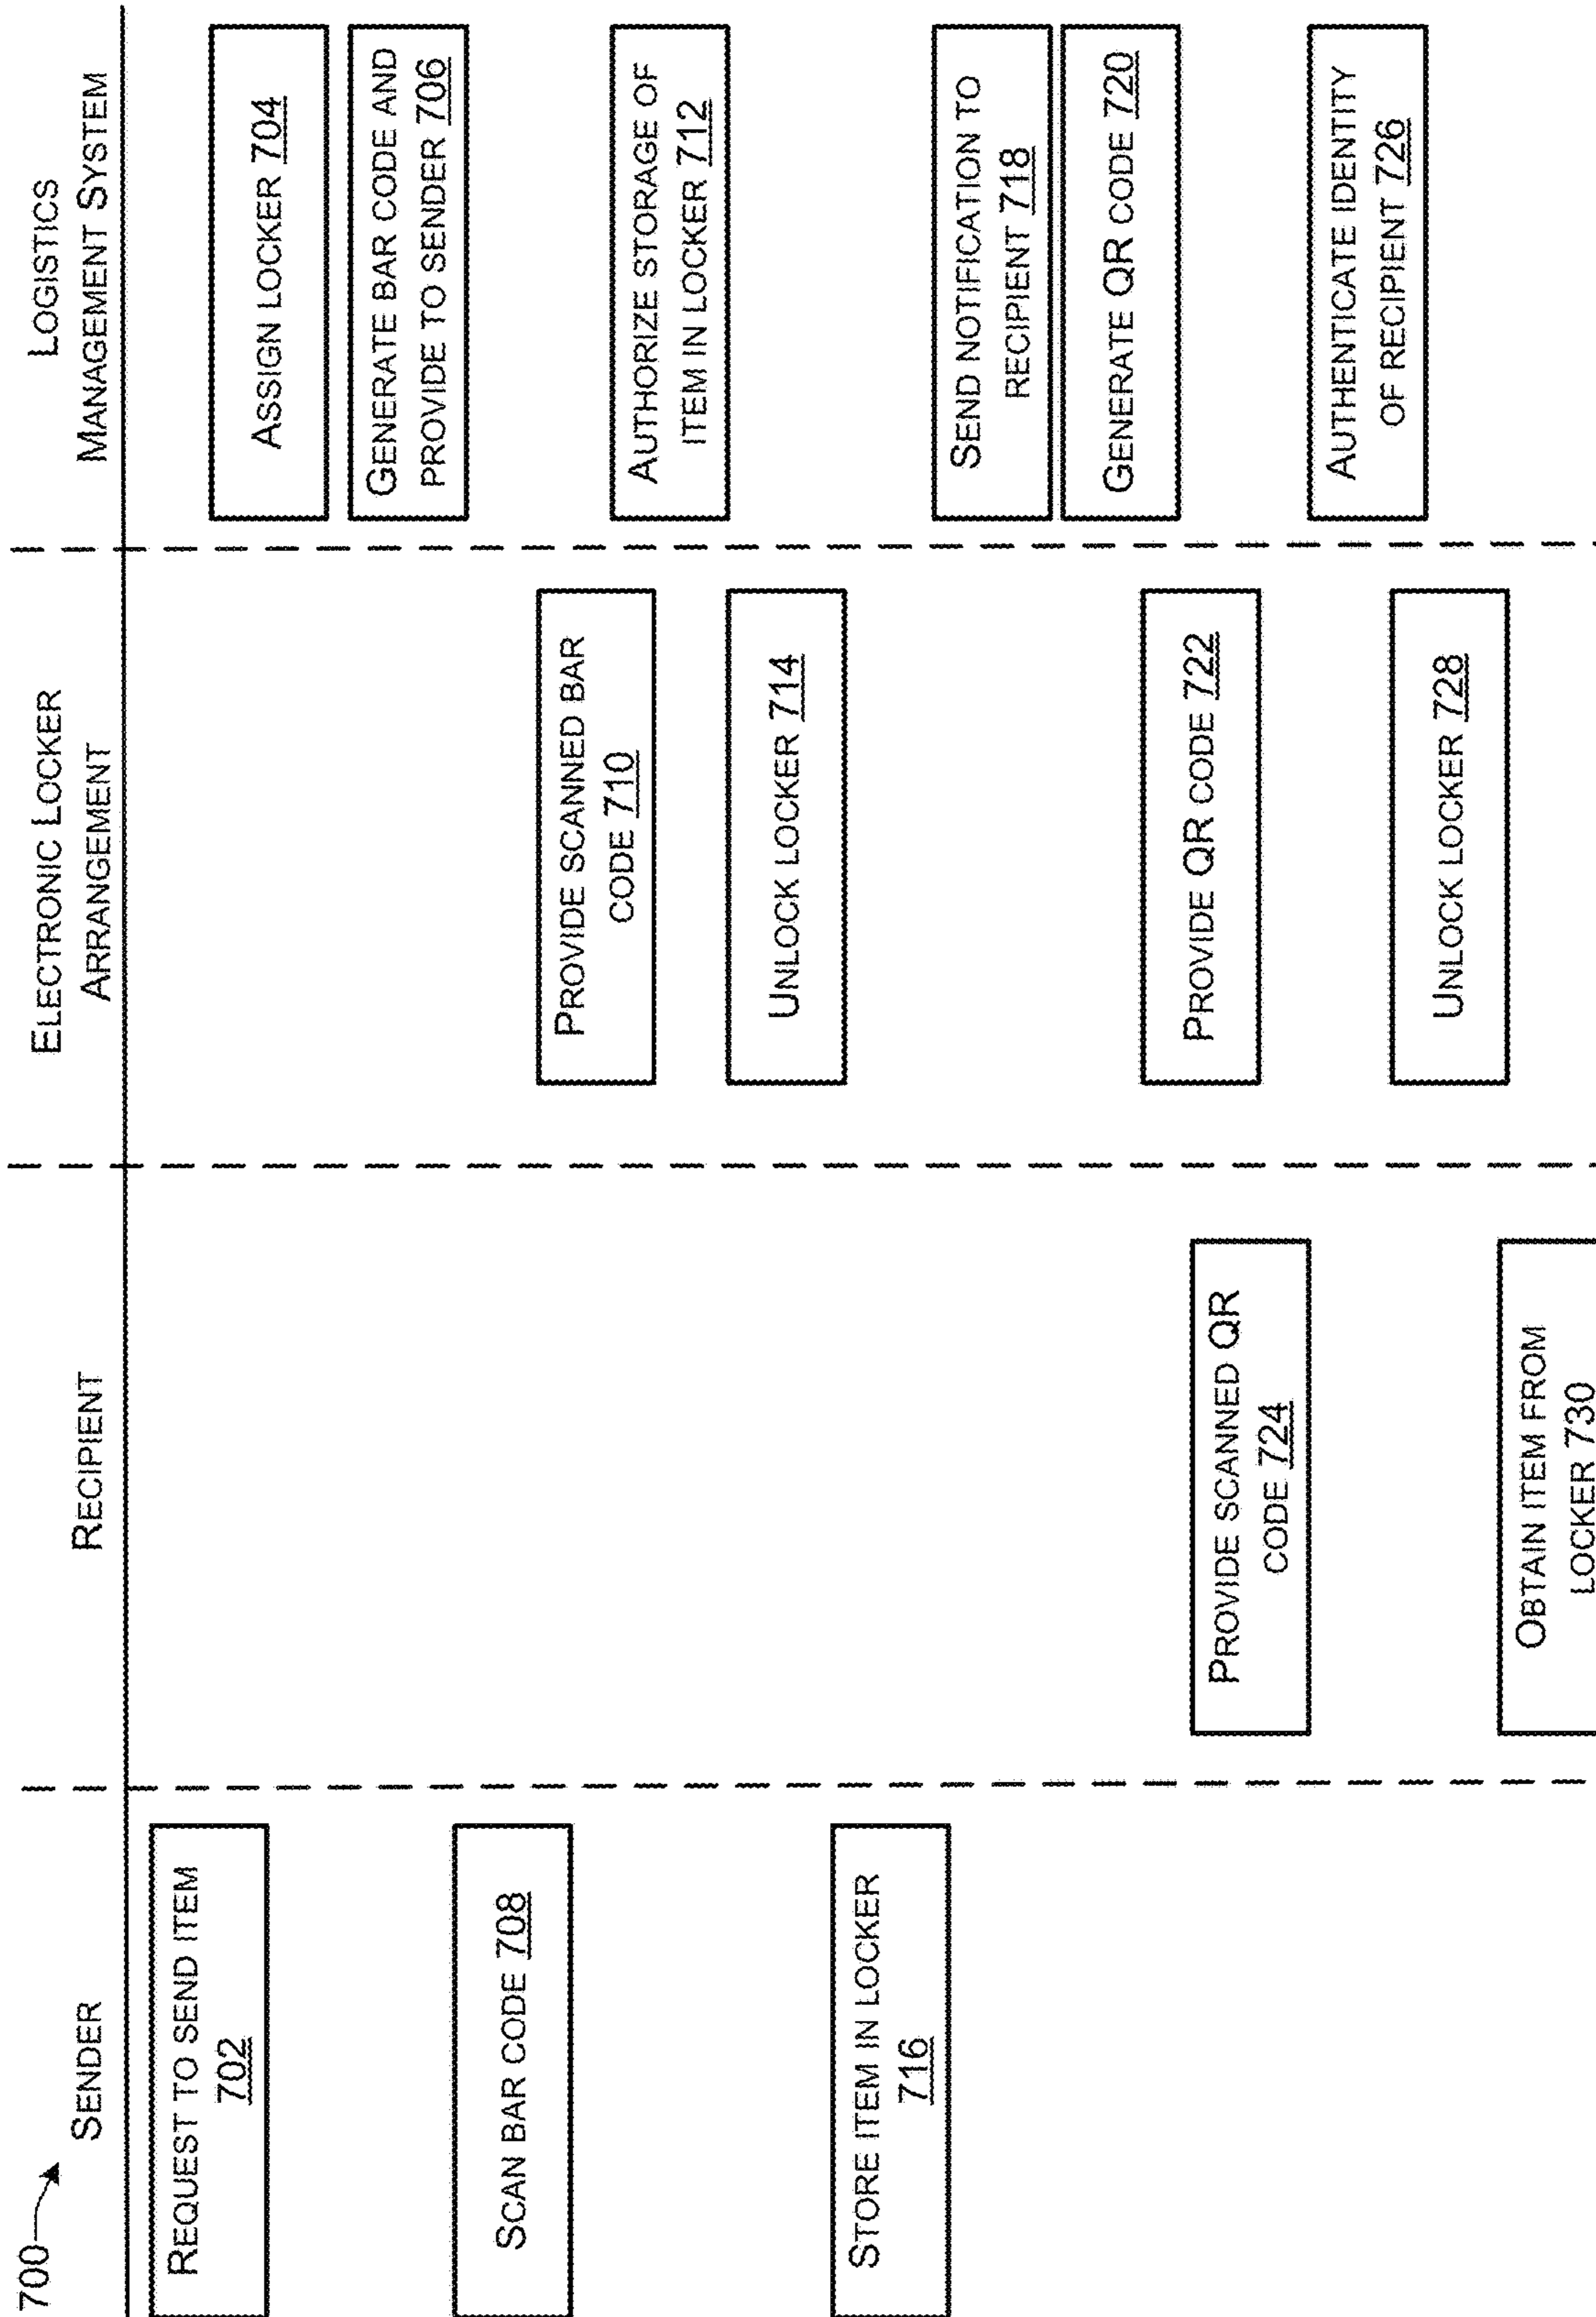 700
SENDER
RECIPIENT
ELECTRONIC LOCKER
ARRANGEMENT
LOGISTICS
MANAGEMENT SYSTEM
REQUEST TO SEND ITEM
702
ASSIGN LOCKER 704
GENERATE BAR CODE AND
PROVIDE TO SENDER 706
SCAN BAR CODE 708
PROVIDE SCANNED BAR
CODE 710
AUTHORIZE STORAGE OF
ITEM IN LOCKER 712
UNLOCK LOCKER 714
STORE ITEM IN LOCKER
716
SEND NOTIFICATION TO
RECIPIENT 718
GENERATE QR CODE 720
PROVIDE QR CODE 722
PROVIDE SCANNED QR
CODE 724
AUTHENTICATE IDENTITY
OF RECIPIENT 726
UNLOCK LOCKER 728
OBTAIN ITEM FROM
LOCKER 730